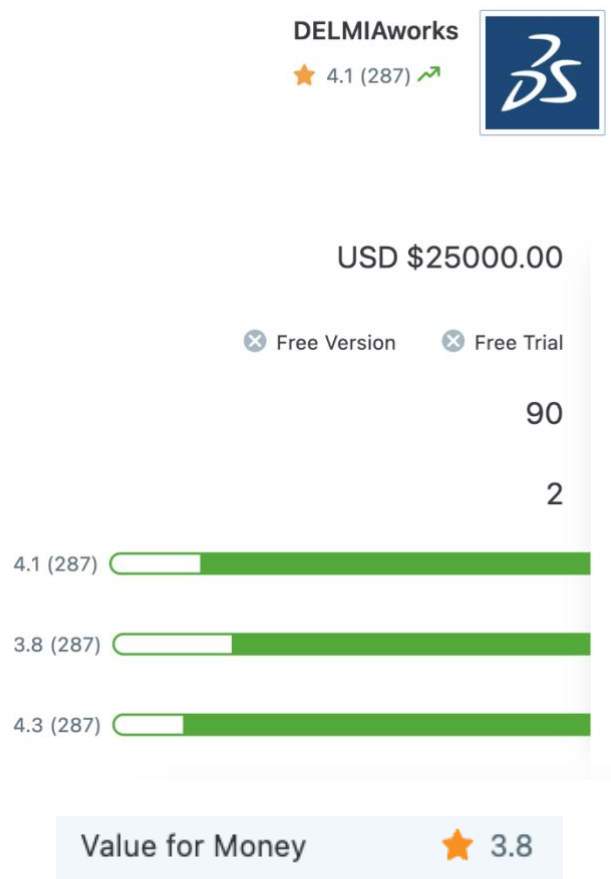 DELMIAworks
4.1 (287)
USD $25000.00
Free Version Free Trial
90
2
4.1 (287)
3.8 (287)
4.3 (287)
Value for Money 3.8